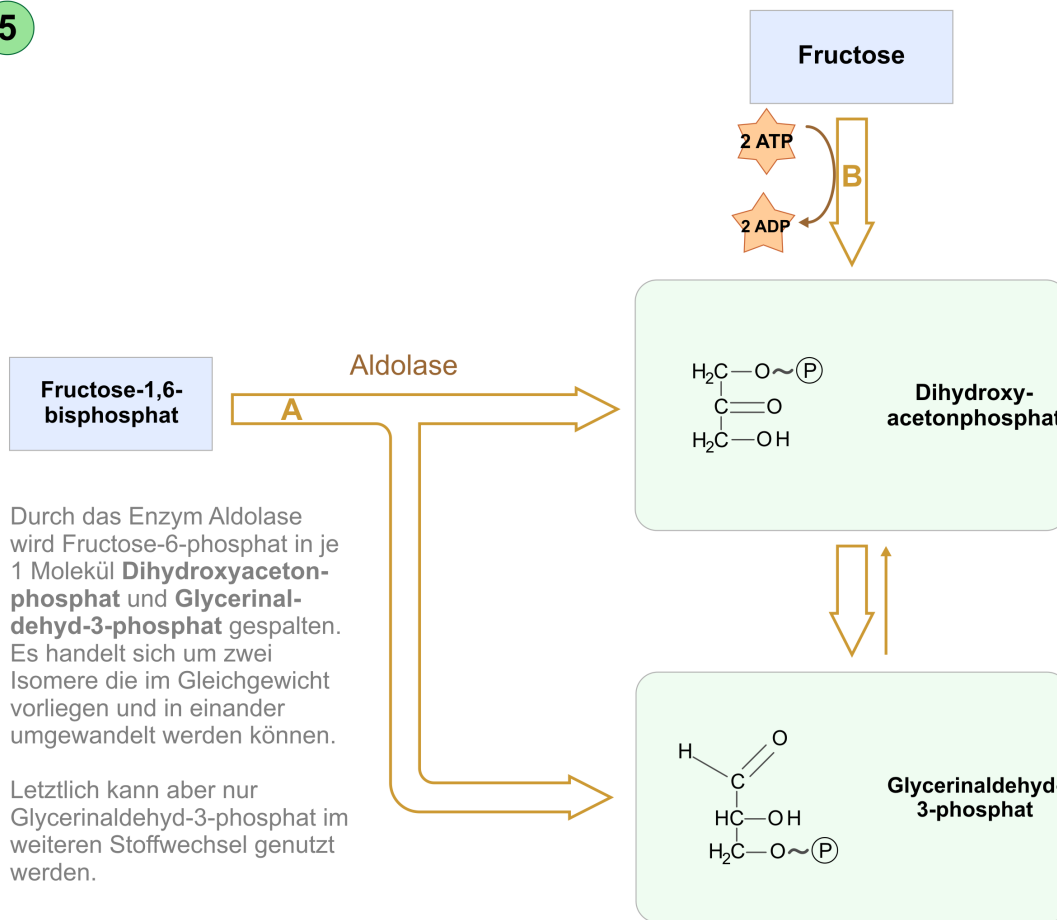 5
Fructose
2 ATP
B
2 ADP
Aldolase
Fructose-1,6-
bisphosphat
A
H2C—O~P
C=O
H2C—OH
Dihydroxy-
acetonphosphat
Durch das Enzym Aldolase
wird Fructose-6-phosphat in je
1 Molekül Dihydroxyaceton-
phosphat und Glycerinal-
dehyd-3-phosphat gespalten.
Es handelt sich um zwei
Isomere die im Gleichgewicht
vorliegen und in einander
umgewandelt werden können.
Letztlich kann aber nur
Glycerinaldehyd-3-phosphat im
weiteren Stoffwechsel genutzt
werden.
H O
C
HC—OH
H2C—O~P
Glycerinaldehyd-
3-phosphat